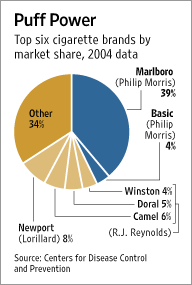 Puff Power
Top six cigarette brands by
market share, 2004 data
Marlboro
(Philip Morris)
39%
Basic
(Philip
Morris)
4%
Other
34%
Winston 4%
Doral 5%
Camel 6%
(R.J. Reynolds)
Newport
(Lorillard) 8%
Source: Centers for Disease Control
and Prevention